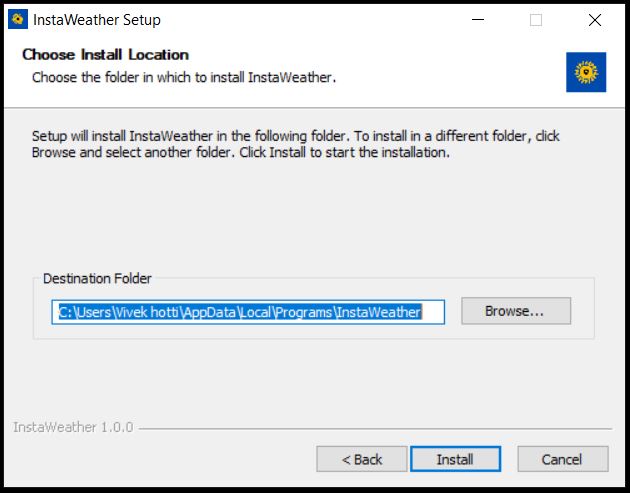 InstaWeather Setup
Choose Install Location
Choose the folder in which to install InstaWeather.
Setup will install InstaWeather in the following folder. To install in a different folder, click
Browse and select another folder. Click Install to start the installation.
Destination Folder
C:\Users\Vivek hotti\AppData\Local\Programs\InstaWeather
Browse...
InstaWeather 1.0.0
< Back
Install
Cancel